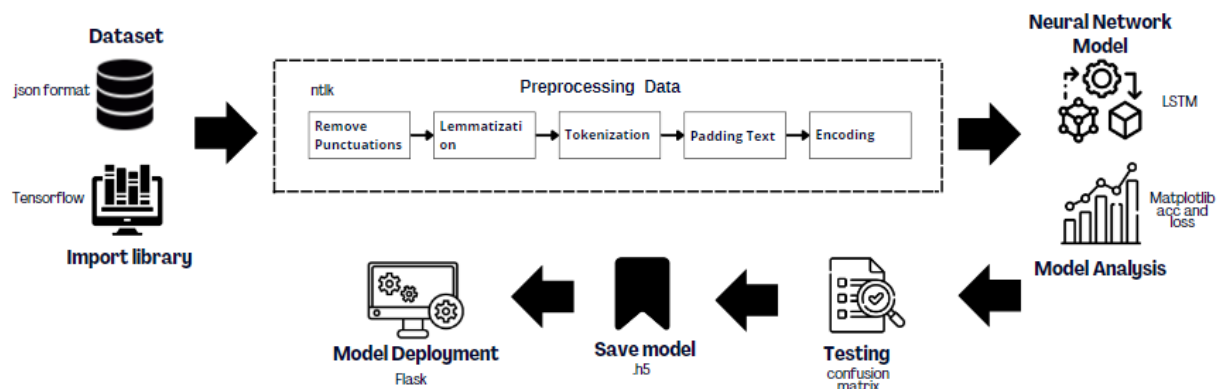 Dataset
json format
Tensorflow
Import library
ntlk
Preprocessing Data
Remove
Punctuations
Lemmatizati
on
Tokenization
Padding Text
Encoding
Neural Network
Model
LSTM
Matplotlib
acc and
loss
Model Analysis
Testing
confusion
matrix
Save model
.h5
Model Deployment
Flask